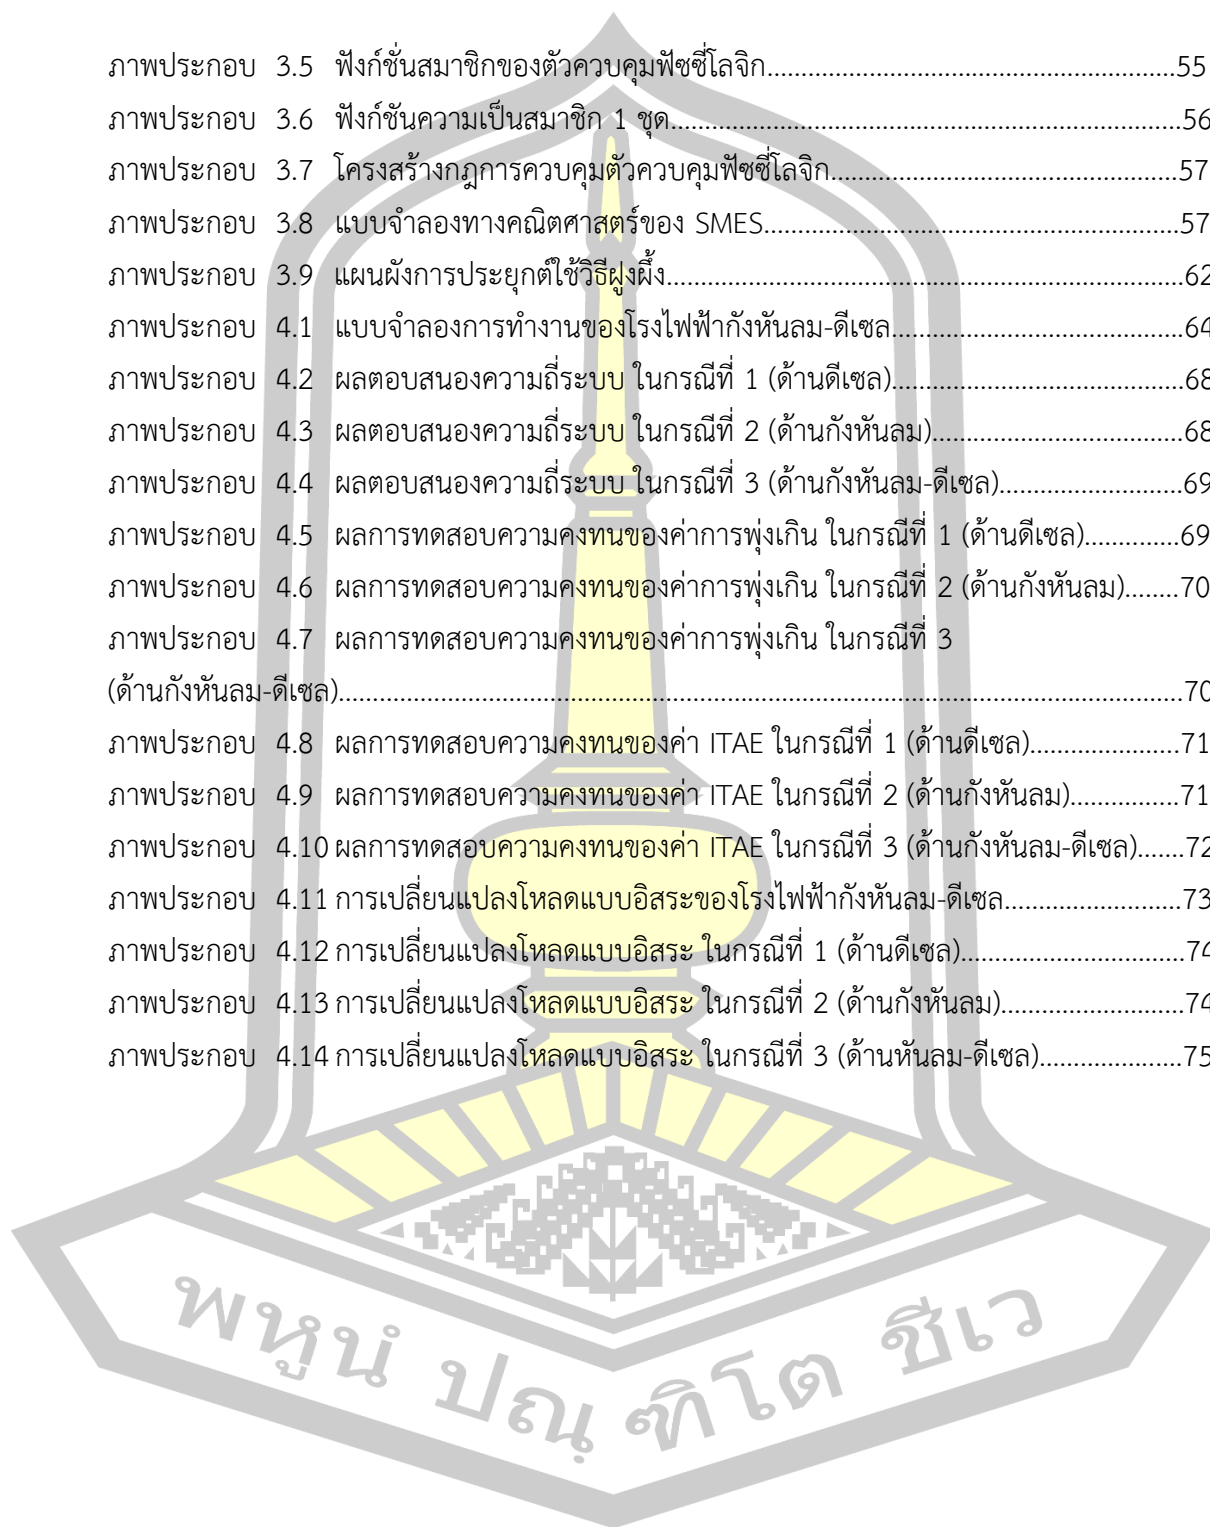 ภาพประกอบ 3.5 ฟังก์ชั่นสมาชิกของตัวควบคุมฟัซซี่โลจิก....................................................55
ภาพประกอบ 3.6 ฟังก์ชันความเป็นสมาชิก 1 ชุด.................................................................56
ภาพประกอบ 3.7 โครงสร้างกฎการควบคุมตัวควบคุมฟัซซี่โลจิก............................................57
ภาพประกอบ 3.8 แบบจำลองทางคณิตศาสตร์ของ SMES.....................................................57
ภาพประกอบ 3.9 แผนผังการประยุกต์ใช้วิธีฝูงผึ้ง..................................................................62
ภาพประกอบ 4.1 แบบจำลองการทำงานของโรงไฟฟ้ากังหันลม-ดีเซล.....................................64
ภาพประกอบ 4.2 ผลตอบสนองความถี่ระบบ ในกรณีที่ 1 (ด้านดีเซล).....................................68
ภาพประกอบ 4.3 ผลตอบสนองความถี่ระบบ ในกรณีที่ 2 (ด้านกังหันลม)................................68
ภาพประกอบ 4.4 ผลตอบสนองความถี่ระบบ ในกรณีที่ 3 (ด้านกังหันลม-ดีเซล).......................69
ภาพประกอบ 4.5 ผลการทดสอบความคงทนของค่าการพุ่งเกิน ในกรณีที่ 1 (ด้านดีเซล)..............69
ภาพประกอบ 4.6 ผลการทดสอบความคงทนของค่าการพุ่งเกิน ในกรณีที่ 2 (ด้านกังหันลม)........70
ภาพประกอบ 4.7 ผลการทดสอบความคงทนของค่าการพุ่งเกิน ในกรณีที่ 3
(ด้านกังหันลม-ดีเซล)............................................................................................................70
ภาพประกอบ 4.8 ผลการทดสอบความคงทนของค่า ITAE ในกรณีที่ 1 (ด้านดีเซล)....................71
ภาพประกอบ 4.9 ผลการทดสอบความคงทนของค่า ITAE ในกรณีที่ 2 (ด้านกังหันลม)...............71
ภาพประกอบ 4.10 ผลการทดสอบความคงทนของค่า ITAE ในกรณีที่ 3 (ด้านกังหันลม-ดีเซล).......72
ภาพประกอบ 4.11 การเปลี่ยนแปลงโหลดแบบอิสระของโรงไฟฟ้ากังหันลม-ดีเซล.......................73
ภาพประกอบ 4.12 การเปลี่ยนแปลงโหลดแบบอิสระ ในกรณีที่ 1 (ด้านดีเซล).............................74
ภาพประกอบ 4.13 การเปลี่ยนแปลงโหลดแบบอิสระ ในกรณีที่ 2 (ด้านกังหันลม)........................74
ภาพประกอบ 4.14 การเปลี่ยนแปลงโหลดแบบอิสระ ในกรณีที่ 3 (ด้านหันลม-ดีเซล)...................75
พหูนํ ปณฺฑิโต ชีเว